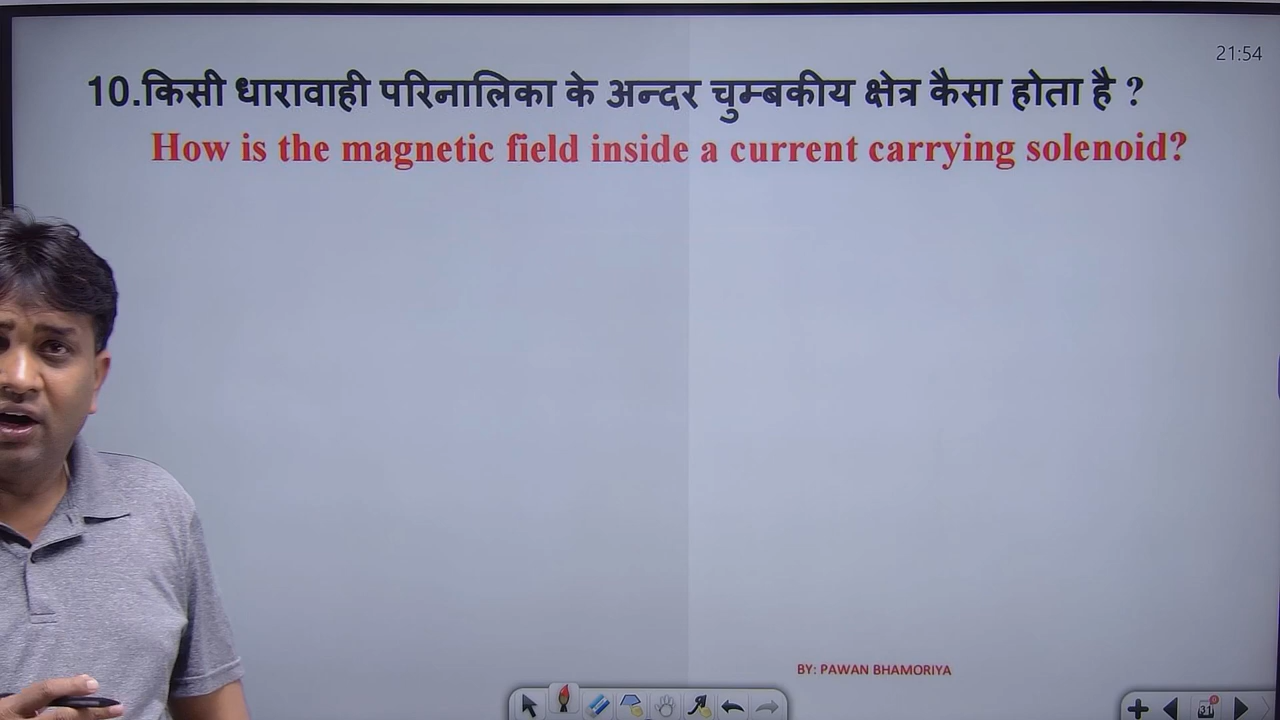 21:54
10.किसी धारावाही परिनालिका के अन्दर चुम्बकीय क्षेत्र कैसा होता है ?
How is the magnetic field inside a current carrying solenoid?
BY: PAWAN BHAMORIYA
31